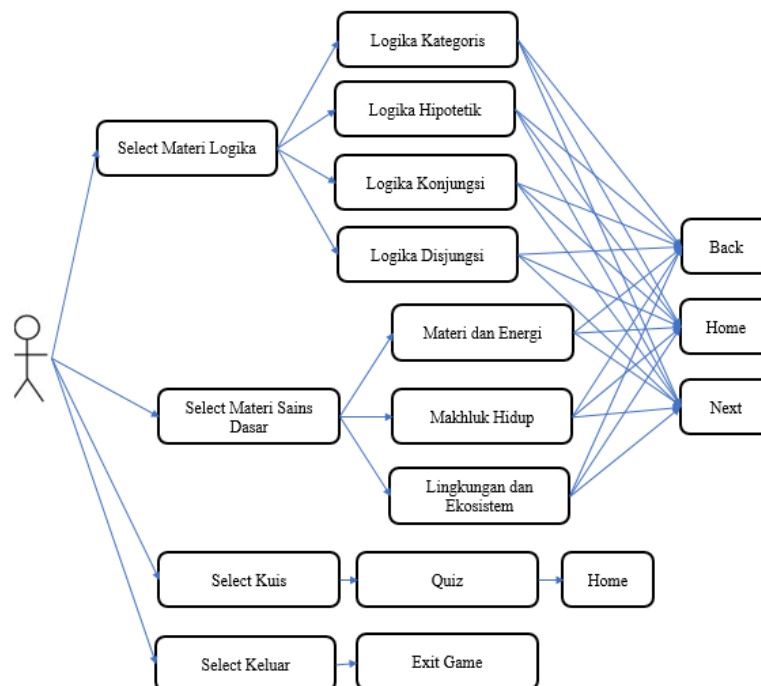 Logika Kategoris
Logika Hipotetik
Select Materi Logika
Logika Konjungsi
Logika Disjungsi
Back
Materi dan Energi
Home
Select Materi Sains
Dasar
Makhluk Hidup
Next
Lingkungan dan
Ekosistem
Select Kuis
Quiz
Home
Select Keluar
Exit Game